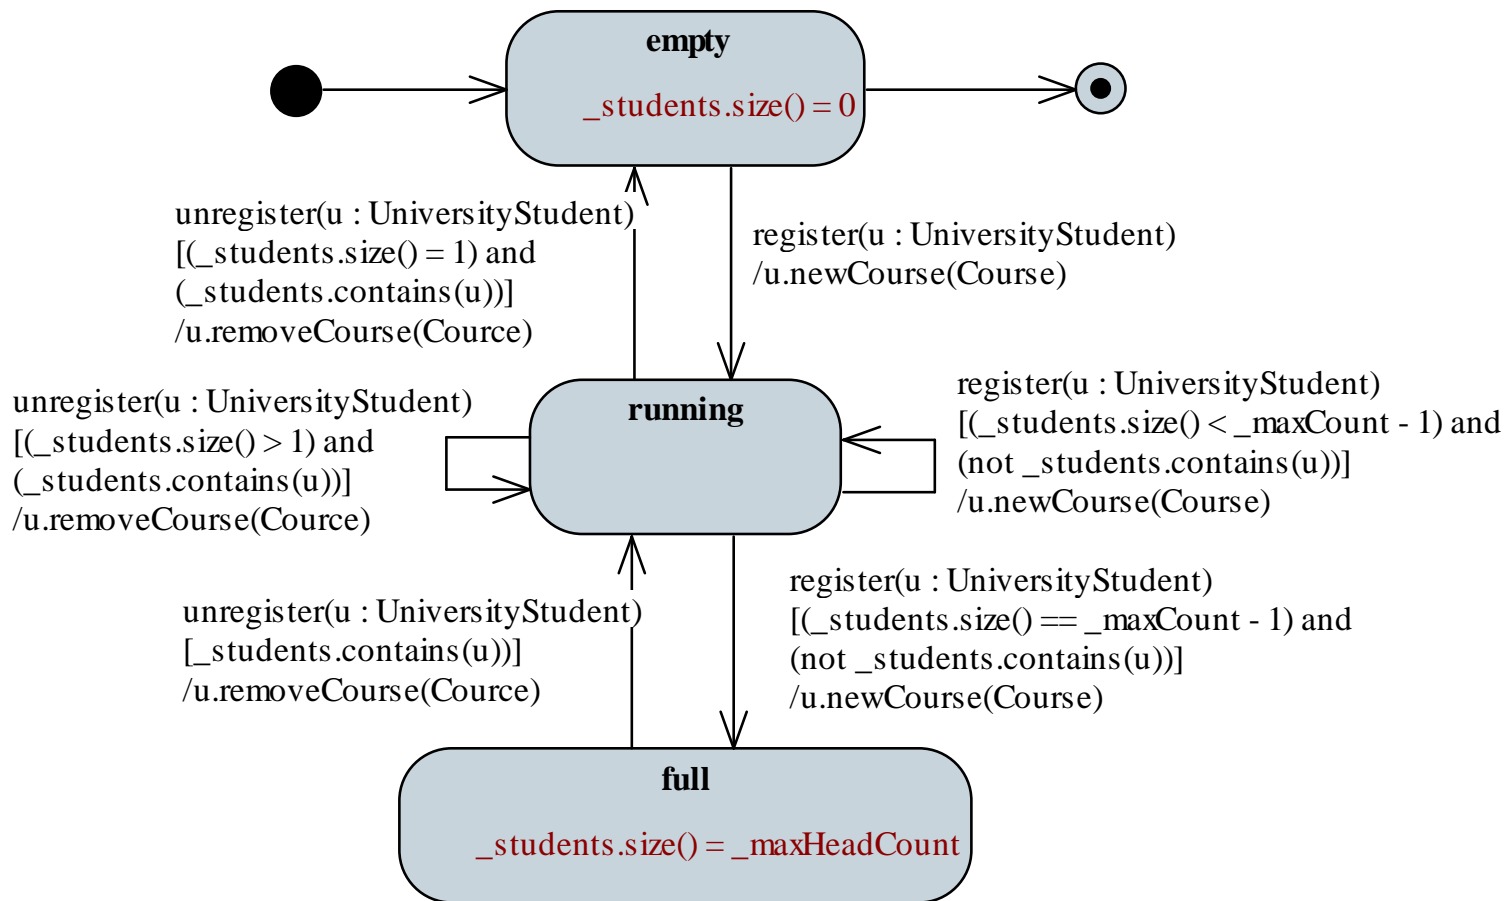 empty
_students.size() = 0
unregister(u : UniversityStudent)
[(_students.size() = 1) and
(_students.contains(u))]
/u.removeCourse(Cource)
register(u : UniversityStudent)
/u.newCourse(Course)
unregister(u : UniversityStudent)
[(_students.size() > 1) and
(_students.contains(u))]
/u.removeCourse(Cource)
running
register(u : UniversityStudent)
[(_students.size() < _maxCount - 1) and
(not _students.contains(u))]
/u.newCourse(Course)
unregister(u : UniversityStudent)
[_students.contains(u))]
/u.removeCourse(Cource)
register(u : UniversityStudent)
[(_students.size() == _maxCount - 1) and
(not _students.contains(u))]
/u.newCourse(Course)
full
_students.size() = _maxHeadCount